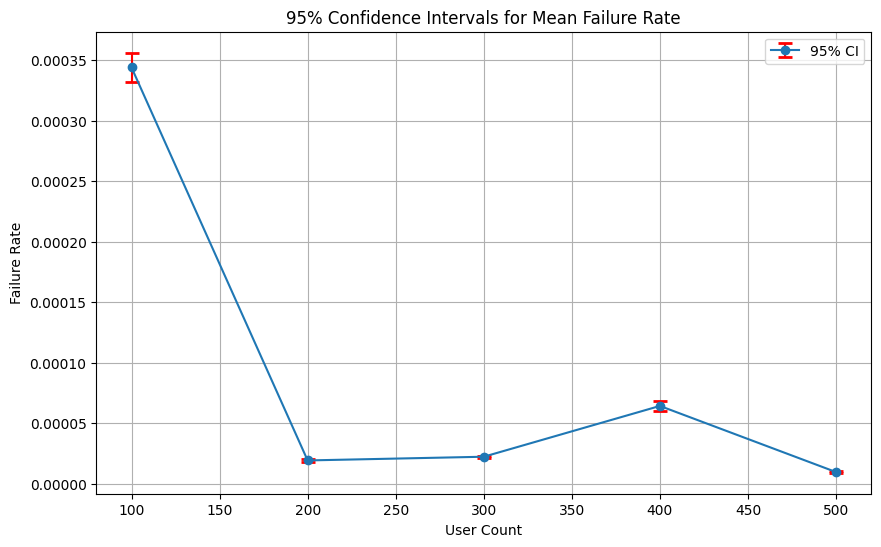 95% Confidence Intervals for Mean Failure Rate
95% CI
0.00035
0.00030
0.00025
0.00020
0.00015
0.00010
0.00005
0.00000
Failure Rate
100 150 200 250 300 350 400 450 500
User Count